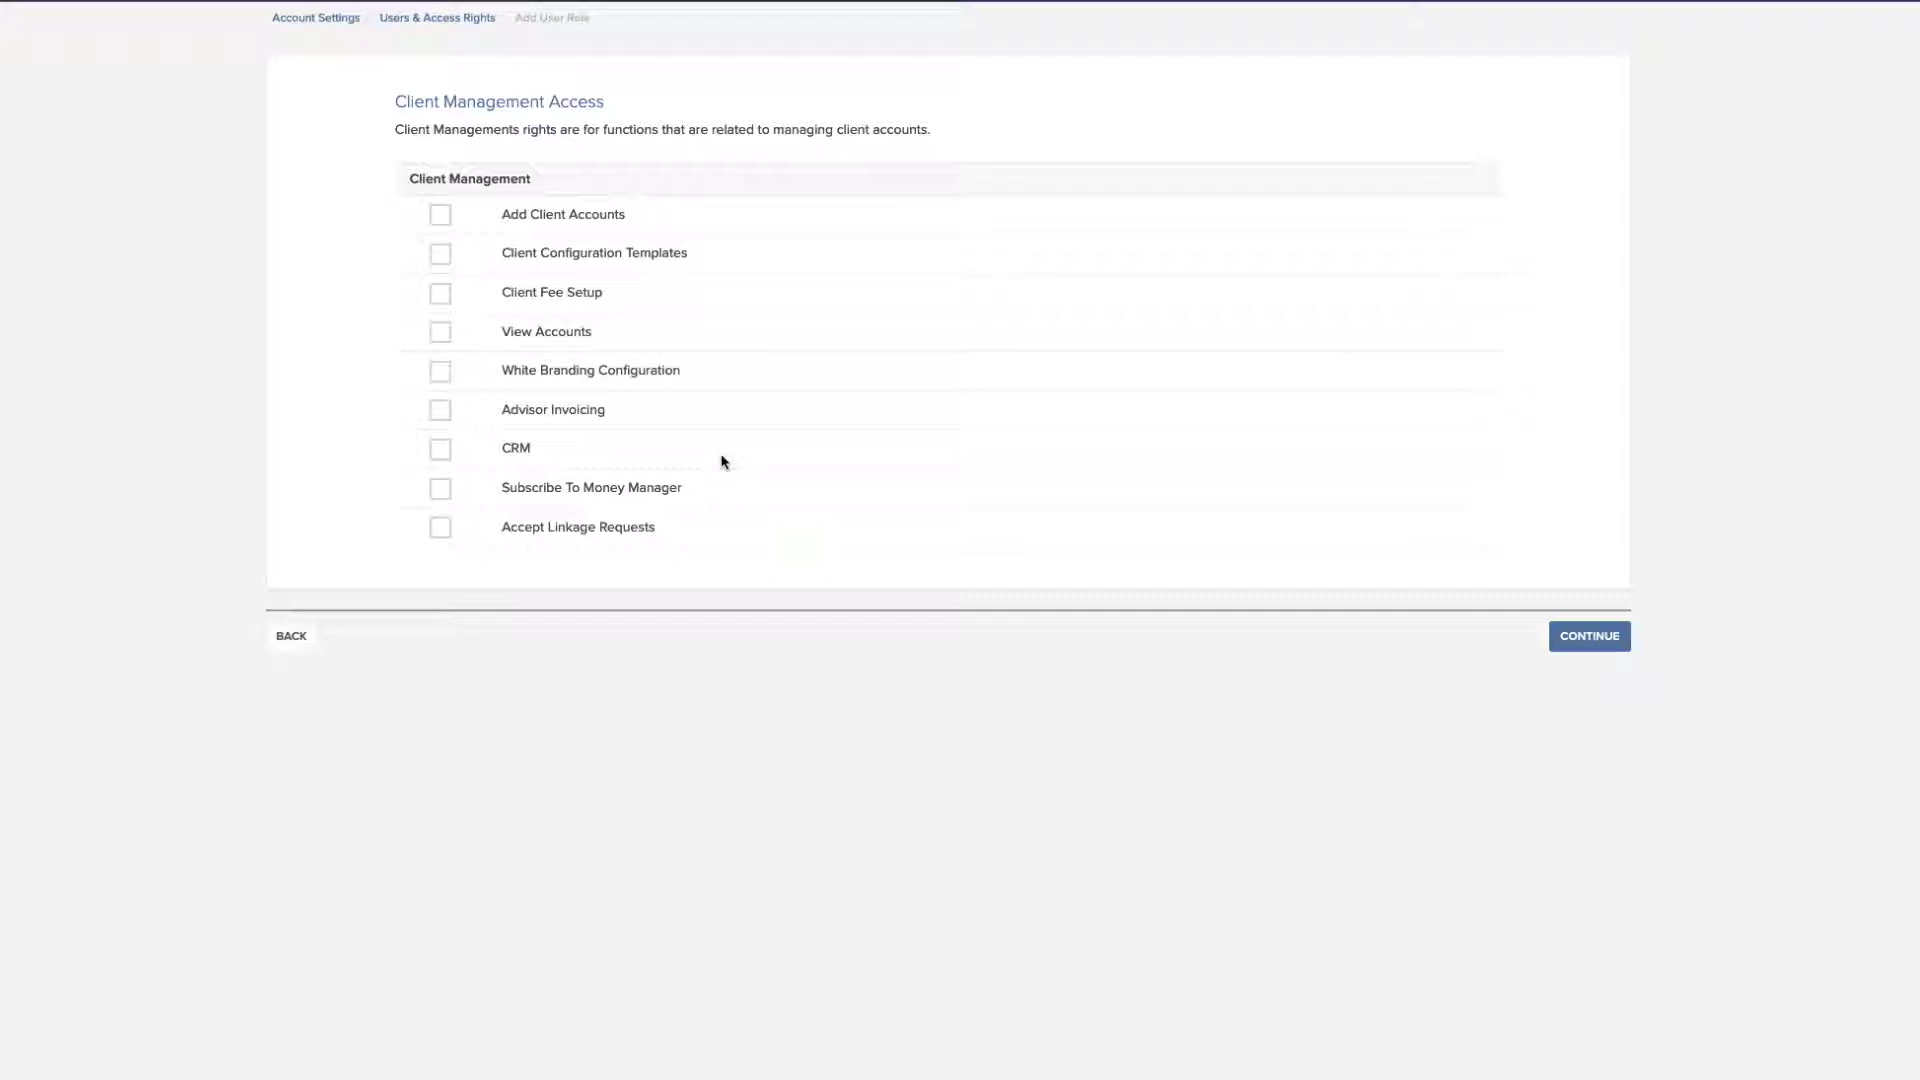 Account Settings Users & Access Rights Add User Role
Client Management Access
Client Managements rights are for functions that are related to managing client accounts.
Client Management
Add Client Accounts
Client Configuration Templates
Client Fee Setup
View Accounts
White Branding Configuration
Advisor Invoicing
CRM
Subscribe To Money Manager
Accept Linkage Requests
BACK CONTINUE